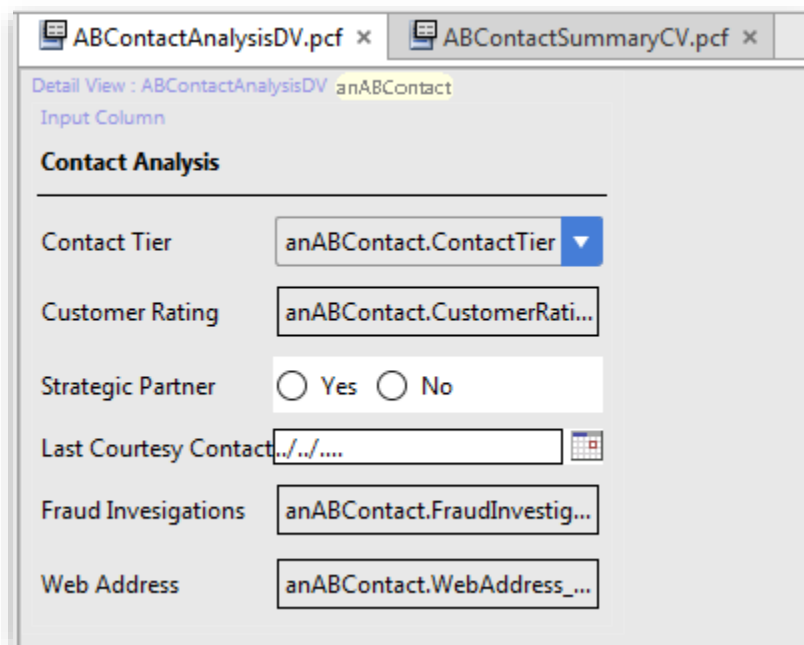 ABContactAnalysisDV.pcf × ABContactSummaryCV.pcf ×
Detail View : ABContactAnalysisDV anABContact
Input Column
Contact Analysis
Contact Tier anABContact.ContactTier
Customer Rating anABContact.CustomerRati...
Strategic Partner Yes No
Last Courtesy Contact ../../....
Fraud Invesigations anABContact.FraudInvestig...
Web Address anABContact.WebAddress_...